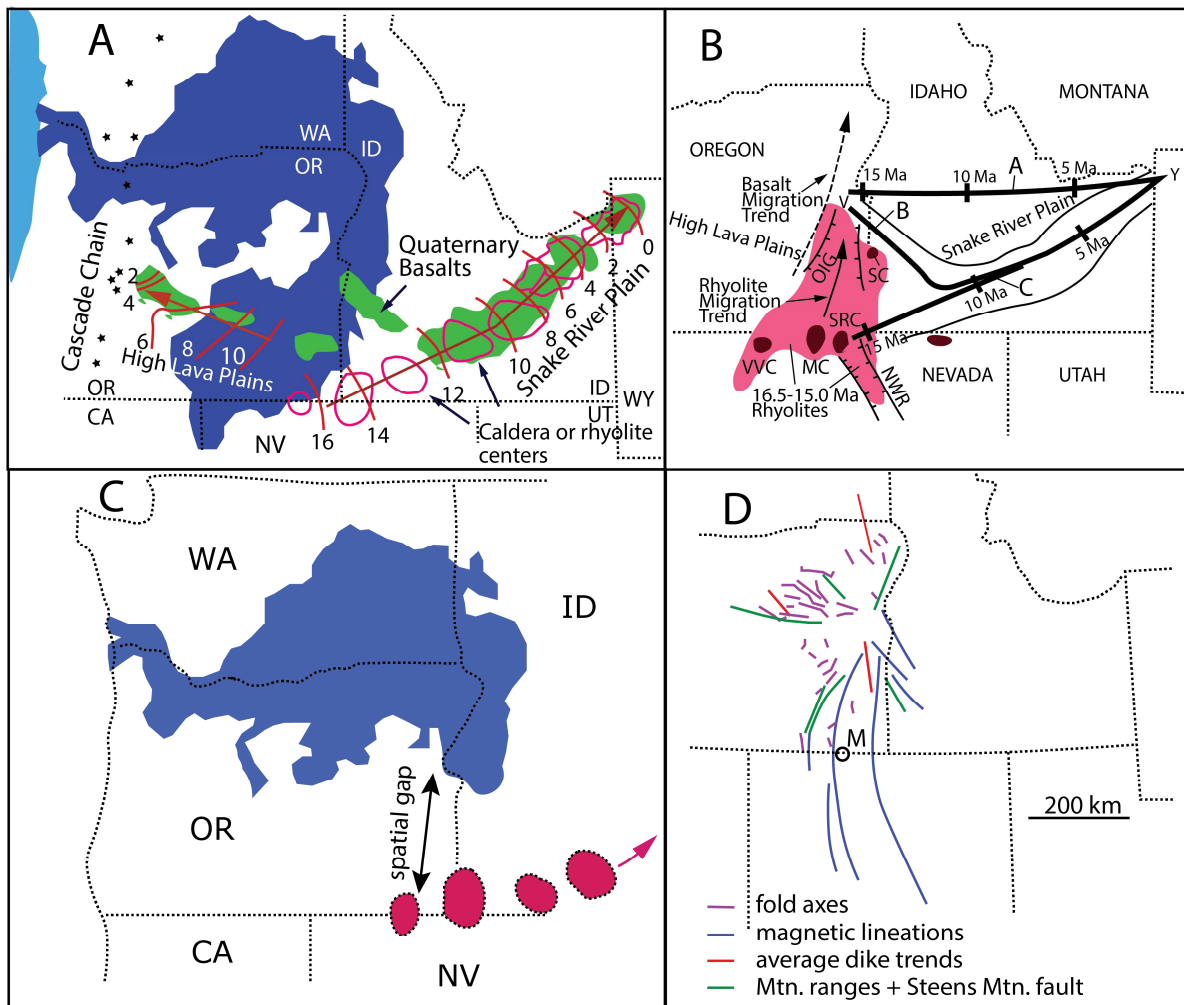 A
WA
OR
ID
Cascade Chain
2
4
6
8
10
High Lava Plains
Quaternary
Basalts
0
2
4
6
8
10
12
14
16
Snake River Plain
OR
CA
NV
ID
UT
WY
Caldera or rhyolite
centers
B
IDAHO
MONTANA
OREGON
15 Ma
10 Ma
5 Ma
A
Y
Basalt
Migration
Trend
V
B
High Lava Plains
Snake River Plain
OIG
SC
5 Ma
10 Ma
C
Rhyolite
Migration
Trend
SRC
15 Ma
VVC
MC
NEVADA
UTAH
NWR
16.5-15.0 Ma
Rhyolites
C
WA
ID
OR
spatial gap
CA
NV
D
M
200 km
fold axes
magnetic lineations
average dike trends
Mtn. ranges + Steens Mtn. fault